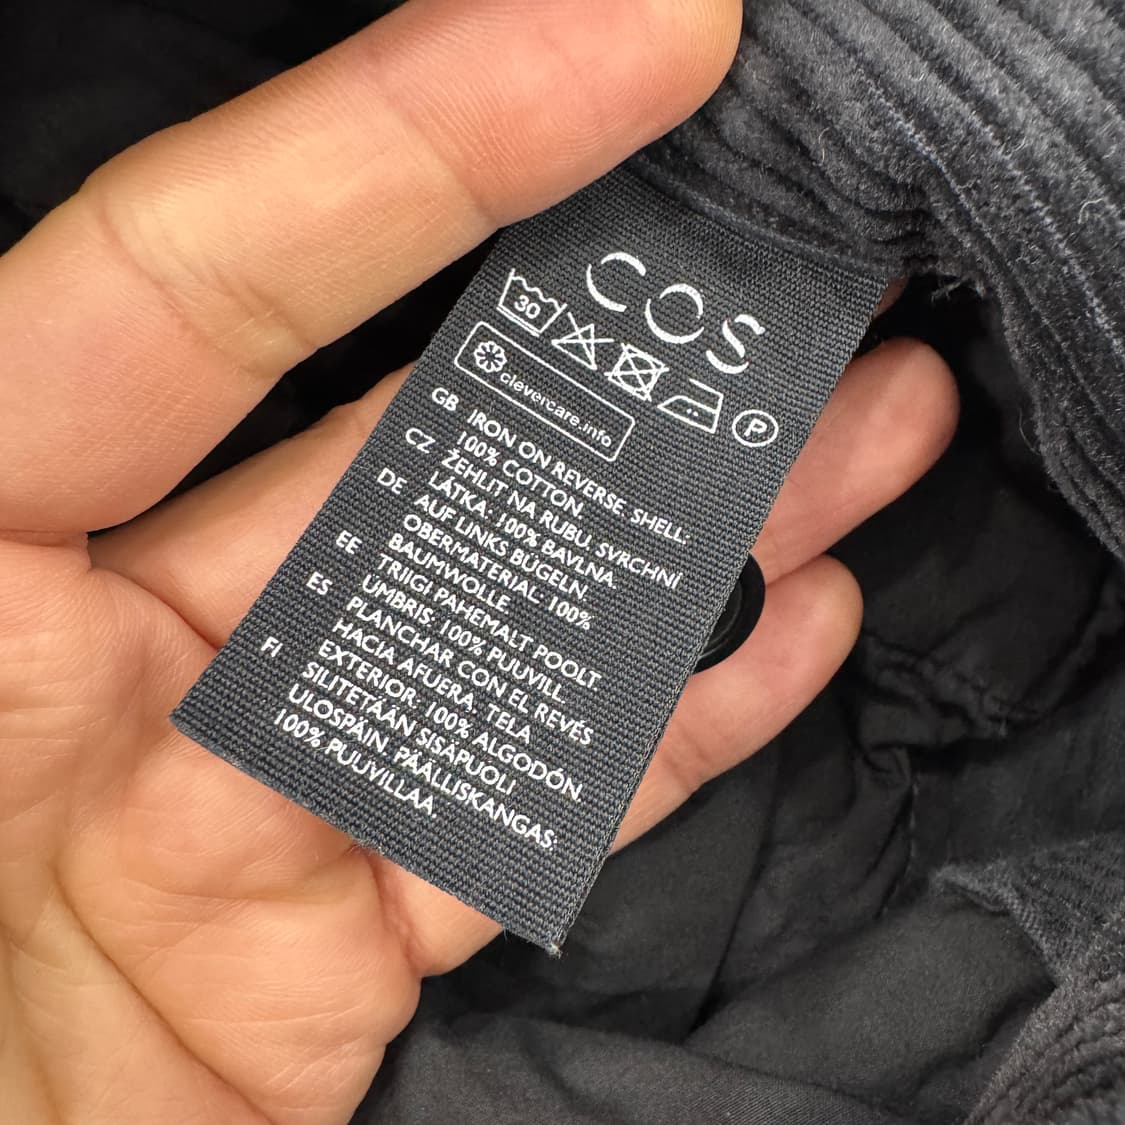 COS
30
P
clevercare.info
GB IRON ON REVERSE. SHELL:
100% COTTON.
CZ ŽEHLIT NA RUBU. SVRCHNÍ
LÁTKA: 100% BAVLNA.
DE AUF LINKS BÜGELN.
OBERMATERIAL. 100%
BAUMWOLLE
EE TRIIGI PAHEMALT POOLT.
ÜMBRIS: 100% PUUVILL.
ES PLANCHAR CON EL REVÉS
HACIA AFUERA. TELA
EXTERIOR. 100% ALGODÓN.
FI SILITETÄÄN SISÄPUOLI
ULOSPÄIN. PÄÄLLISKANGAS:
100% PUUVILLAA.